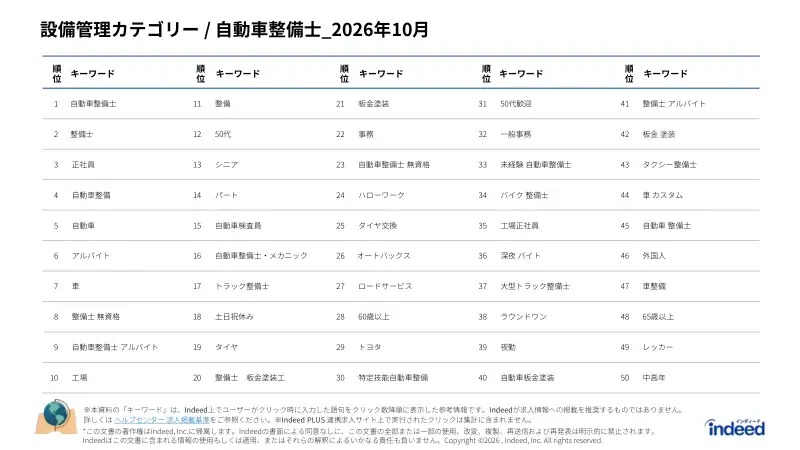 設備管理カテゴリー / 自動車整備士_2026年10月
順位 キーワード 順位 キーワード 順位 キーワード 順位 キーワード 順位 キーワード
1 自動車整備士 11 整備 21 板金塗装 31 50代歓迎 41 整備士 アルバイト
2 整備士 12 50代 22 事務 32 一般事務 42 板金 塗装
3 正社員 13 シニア 23 自動車整備士 無資格 33 未経験 自動車整備士 43 タクシー整備士
4 自動車整備 14 パート 24 ハローワーク 34 バイク 整備士 44 車 カスタム
5 自動車 15 自動車検査員 25 タイヤ交換 35 工場正社員 45 自動車 整備士
6 アルバイト 16 自動車整備士・メカニック 26 オートバックス 36 深夜 バイト 46 外国人
7 車 17 トラック整備士 27 ロードサービス 37 大型トラック整備士 47 車整備
8 整備士 無資格 18 土日祝休み 28 60歳以上 38 ラウンドワン 48 65歳以上
9 自動車整備士 アルバイト 19 タイヤ 29 トヨタ 39 夜勤 49 レッカー
10 工場 20 整備士　板金塗装工 30 特定技能自動車整備 40 自動車板金塗装 50 中高年
※本資料の「キーワード」は、Indeed上でユーザーがクリック時に入力した語句をクリック数降順に表示した参考情報です。Indeedが求人情報への掲載を推奨するものではありません。
詳しくは ヘルプセンター 求人掲載基準をご参照ください。※Indeed PLUS 連携求人サイト上で実行されたクリックは集計に含まれません。
*この文書の著作権はIndeed, Inc.に帰属します。Indeedの書面による同意なしに、この文書の全部または一部の使用、改変、複製、再送信および再発表は明示的に禁止されます。
Indeedはこの文書に含まれる情報の使用もしくは適用、またはそれらの解釈によるいかなる責任も負いません。Copyright ©2026 , Indeed, Inc. All rights reserved.
インディード
indeed